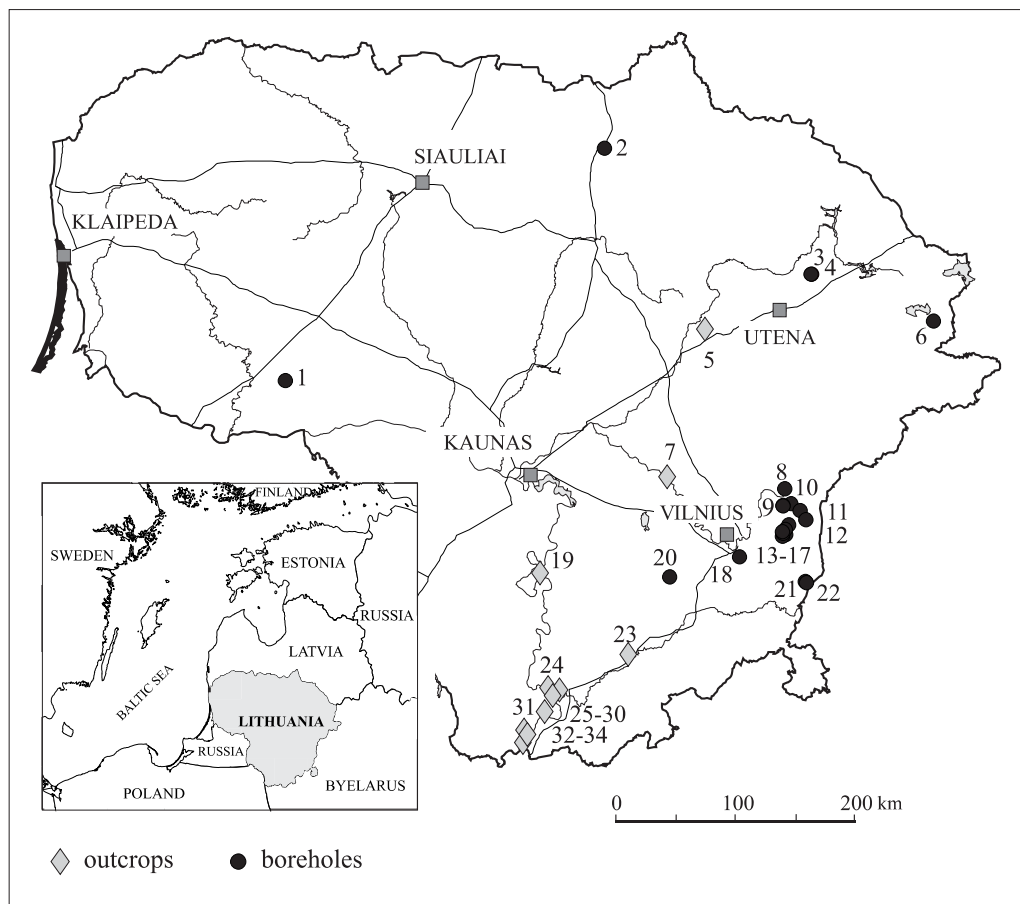 SIAULIAI
2
KLAIPEDA
3
4
UTENA
6
5
1
KAUNAS
7
8
10
9
11
VILNIUS
12
13-17
18
19
20
21
22
23
24
25-30
31
32-34
FINLAND
SWEDEN
ESTONIA
RUSSIA
LATVIA
BALTIC SEA
LITHUANIA
RUSSIA
POLAND
BYELARUS
0
100
200 km
outcrops
boreholes